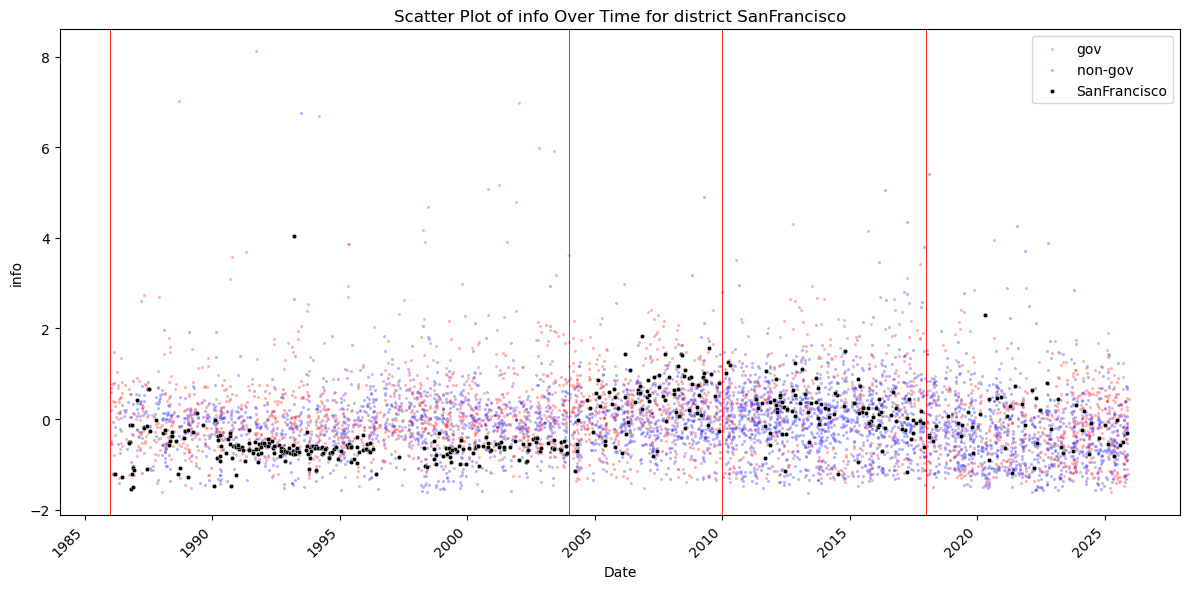 Scatter Plot of info Over Time for district SanFrancisco
gov
non-gov
SanFrancisco
info
8
6
4
2
0
−2
1985
1990
1995
2000
2005
2010
2015
2020
2025
Date